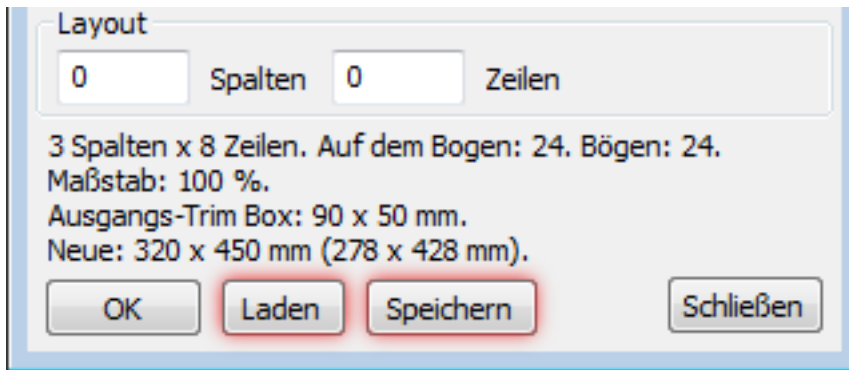 Layout
0 Spalten 0 Zeilen
3 Spalten x 8 Zeilen. Auf dem Bogen: 24. Bögen: 24.
Maßstab: 100 %.
Ausgangs-Trim Box: 90 x 50 mm.
Neue: 320 x 450 mm (278 x 428 mm).
OK Laden Speichern Schließen